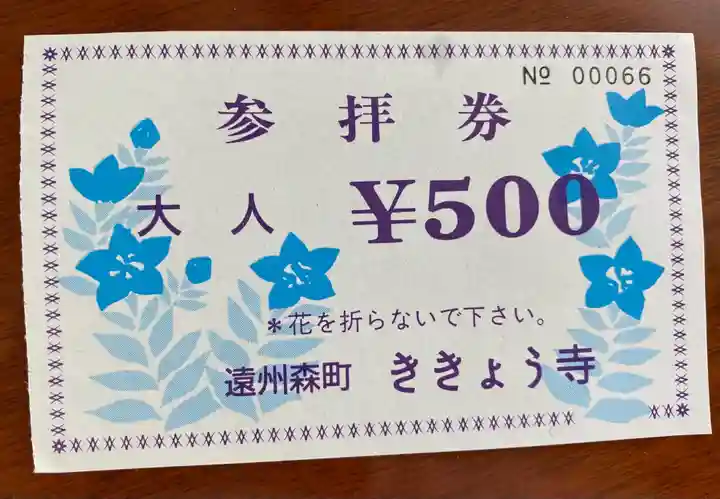 № 00066
参拝券
大人 ¥500
*花を折らないで下さい。
遠州森町 ききょう寺